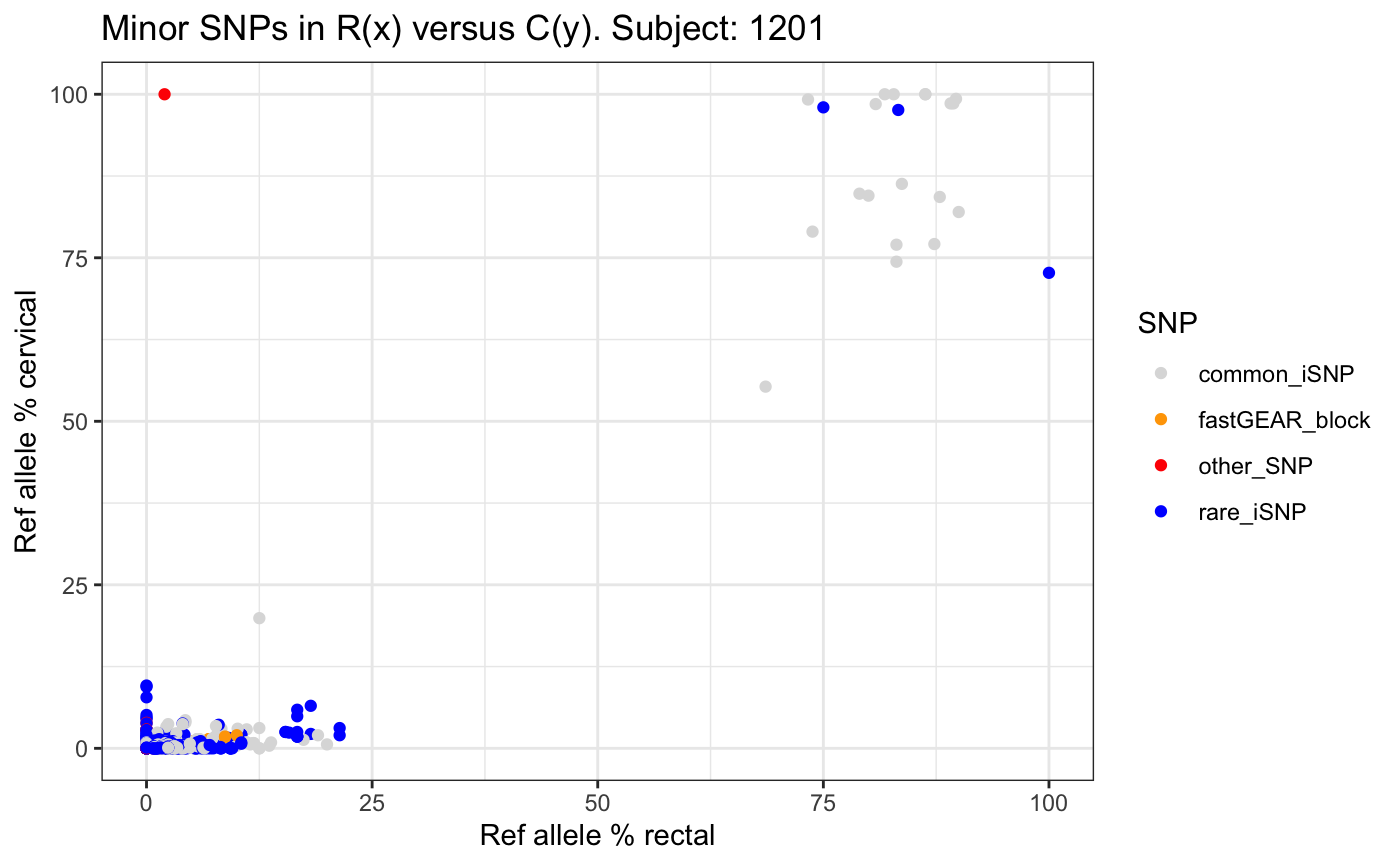 Minor SNPs in R(x) versus C(y). Subject: 1201
100
75
50
25
0
Ref allele % cervical
0 25 50 75 100
Ref allele % rectal
SNP
common_iSNP
fastGEAR_block
other_SNP
rare_iSNP